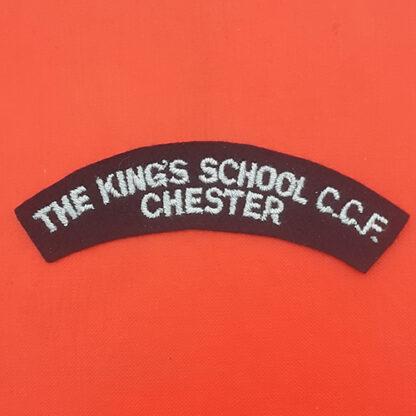 THE KING'S SCHOOL C.C.F.
CHESTER